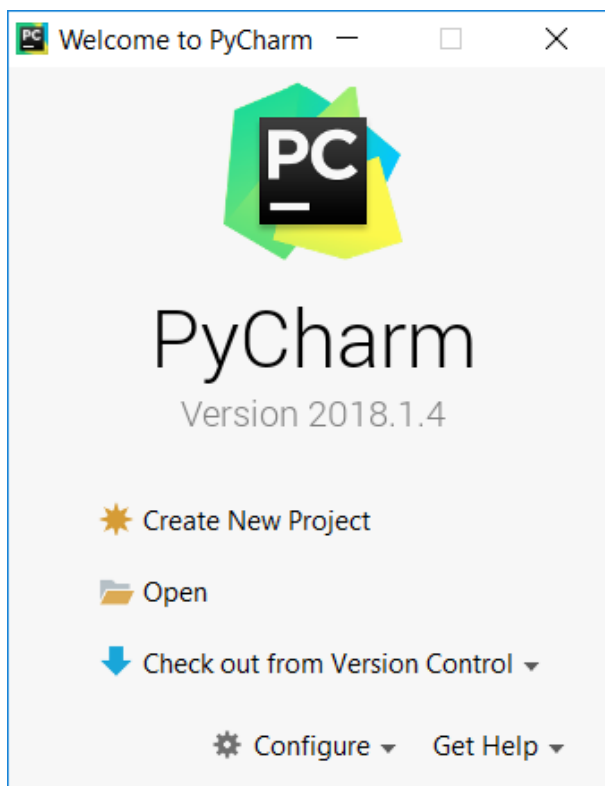 PC Welcome to PyCharm
PC
PyCharm
Version 2018.1.4
Create New Project
Open
Check out from Version Control
Configure Get Help